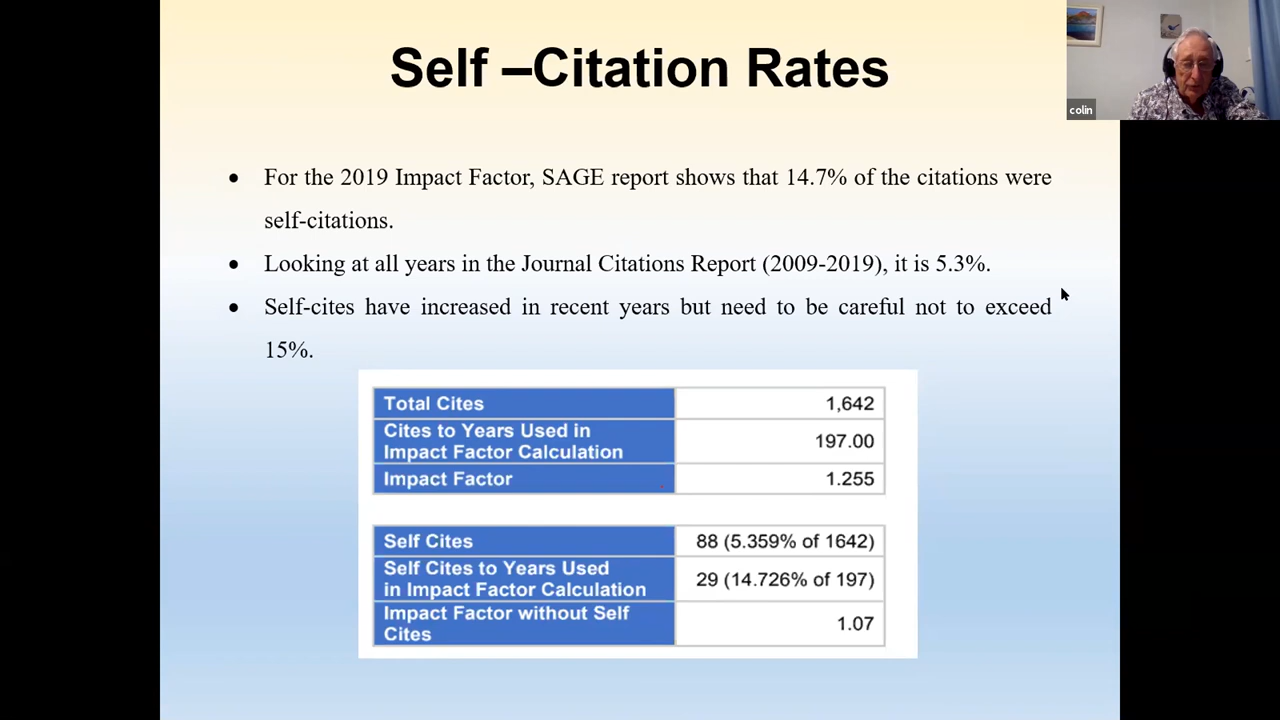 Self –Citation Rates
colin
• For the 2019 Impact Factor, SAGE report shows that 14.7% of the citations were
self-citations.
• Looking at all years in the Journal Citations Report (2009-2019), it is 5.3%.
• Self-cites have increased in recent years but need to be careful not to exceed
15%.
Total Cites 1,642
Cites to Years Used in
Impact Factor Calculation 197.00
Impact Factor 1.255
Self Cites 88 (5.359% of 1642)
Self Cites to Years Used
in Impact Factor Calculation 29 (14.726% of 197)
Impact Factor without Self
Cites 1.07